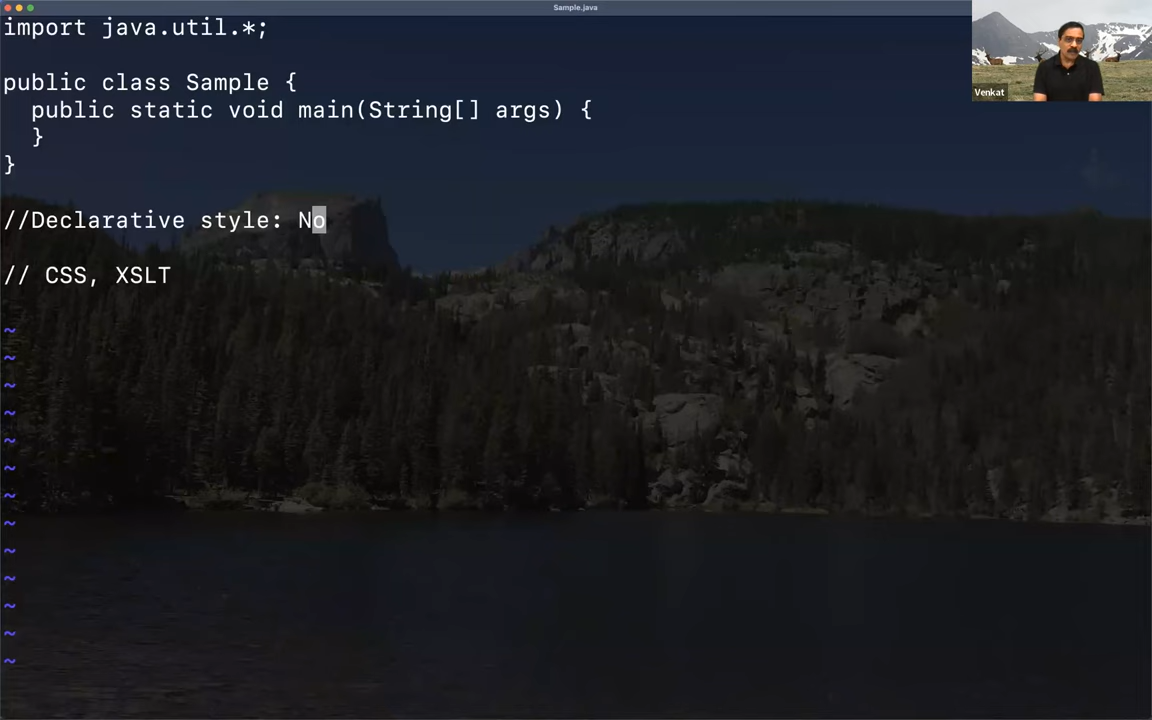 Sample.java
import java.util.*;
public class Sample {
  public static void main(String[] args) {
  }
}
//Declarative style: No
// CSS, XSLT
~
~
~
~
~
~
~
~
~
~
~
~
~
Venkat